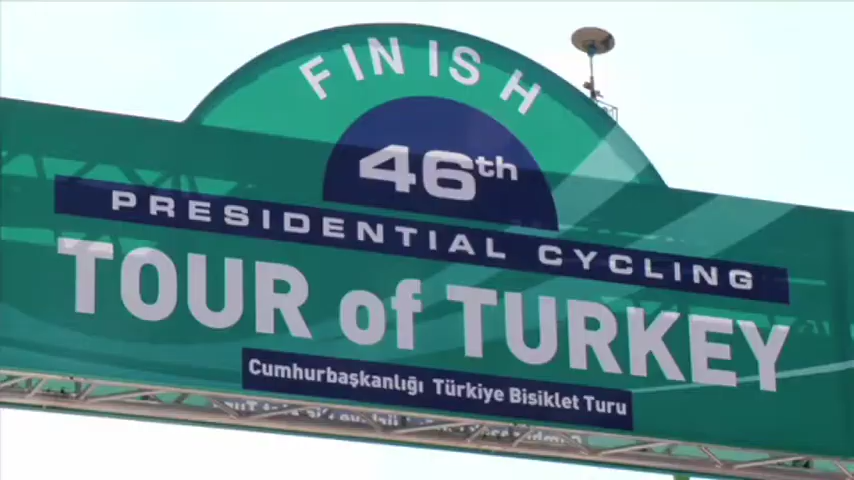 FINISH
46th
PRESIDENTIAL CYCLING
TOUR of TURKEY
Cumhurbaşkanlığı Türkiye Bisiklet Turu